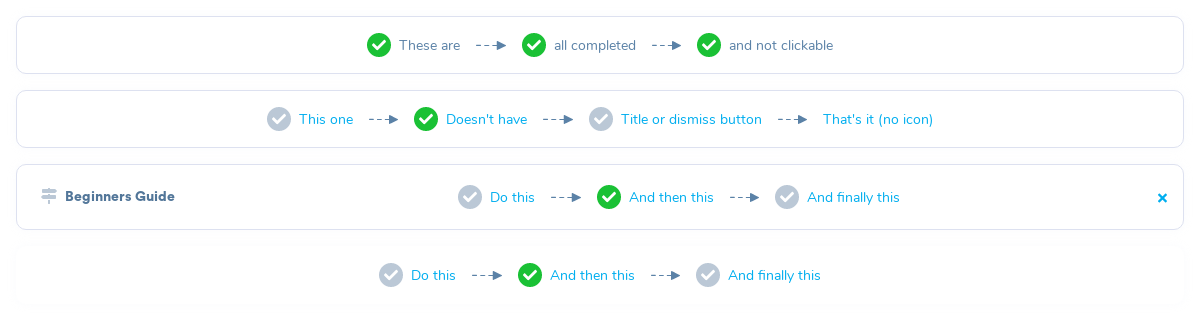 These are all completed and not clickable
This one Doesn't have Title or dismiss button That's it (no icon)
Beginners Guide Do this And then this And finally this
Do this And then this And finally this